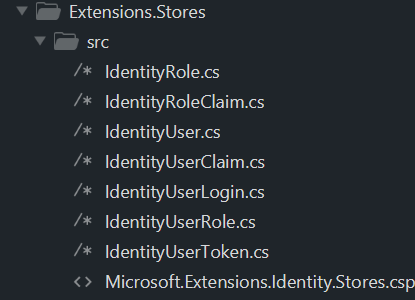 Extensions.Stores
src
/* IdentityRole.cs
/* IdentityRoleClaim.cs
/* IdentityUser.cs
/* IdentityUserClaim.cs
/* IdentityUserLogin.cs
/* IdentityUserRole.cs
/* IdentityUserToken.cs
<> Microsoft.Extensions.Identity.Stores.csp